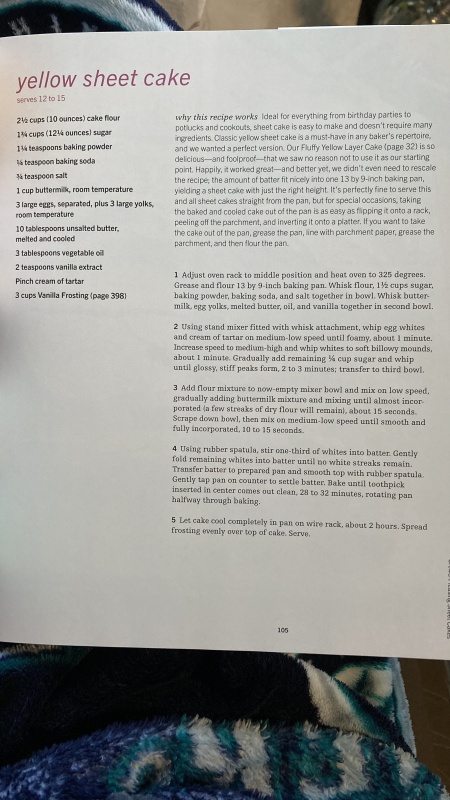 yellow sheet cake
serves 12 to 15
2½ cups (10 ounces) cake flour
1¾ cups (12¼ ounces) sugar
1¼ teaspoons baking powder
¼ teaspoon baking soda
¾ teaspoon salt
1 cup buttermilk, room temperature
3 large eggs, separated, plus 3 large yolks,
room temperature
10 tablespoons unsalted butter,
melted and cooled
3 tablespoons vegetable oil
2 teaspoons vanilla extract
Pinch cream of tartar
3 cups Vanilla Frosting (page 398)
why this recipe works Ideal for everything from birthday parties to
potlucks and cookouts, sheet cake is easy to make and doesn't require many
ingredients. Classic yellow sheet cake is a must-have in any baker's repertoire,
and we wanted a perfect version. Our Fluffy Yellow Layer Cake (page 32) is so
delicious—and foolproof—that we saw no reason not to use it as our starting
point. Happily, it worked great—and better yet, we didn't even need to rescale
the recipe; the amount of batter fit nicely into one 13 by 9-inch baking pan,
yielding a sheet cake with just the right height. It's perfectly fine to serve this
and all sheet cakes straight from the pan, but for special occasions, taking
the baked and cooled cake out of the pan is as easy as flipping it onto a rack,
peeling off the parchment, and inverting it onto a platter. If you want to take
the cake out of the pan, grease the pan, line with parchment paper, grease the
parchment, and then flour the pan.
1 Adjust oven rack to middle position and heat oven to 325 degrees.
Grease and flour 13 by 9-inch baking pan. Whisk flour, 1½ cups sugar,
baking powder, baking soda, and salt together in bowl. Whisk butter-
milk, egg yolks, melted butter, oil, and vanilla together in second bowl.
2 Using stand mixer fitted with whisk attachment, whip egg whites
and cream of tartar on medium-low speed until foamy, about 1 minute.
Increase speed to medium-high and whip whites to soft billowy mounds,
about 1 minute. Gradually add remaining ¼ cup sugar and whip
until glossy, stiff peaks form, 2 to 3 minutes; transfer to third bowl.
3 Add flour mixture to now-empty mixer bowl and mix on low speed,
gradually adding buttermilk mixture and mixing until almost incor-
porated (a few streaks of dry flour will remain), about 15 seconds.
Scrape down bowl, then mix on medium-low speed until smooth and
fully incorporated, 10 to 15 seconds.
4 Using rubber spatula, stir one-third of whites into batter. Gently
fold remaining whites into batter until no white streaks remain.
Transfer batter to prepared pan and smooth top with rubber spatula.
Gently tap pan on counter to settle batter. Bake until toothpick
inserted in center comes out clean, 28 to 32 minutes, rotating pan
halfway through baking.
5 Let cake cool completely in pan on wire rack, about 2 hours. Spread
frosting evenly over top of cake. Serve.
105